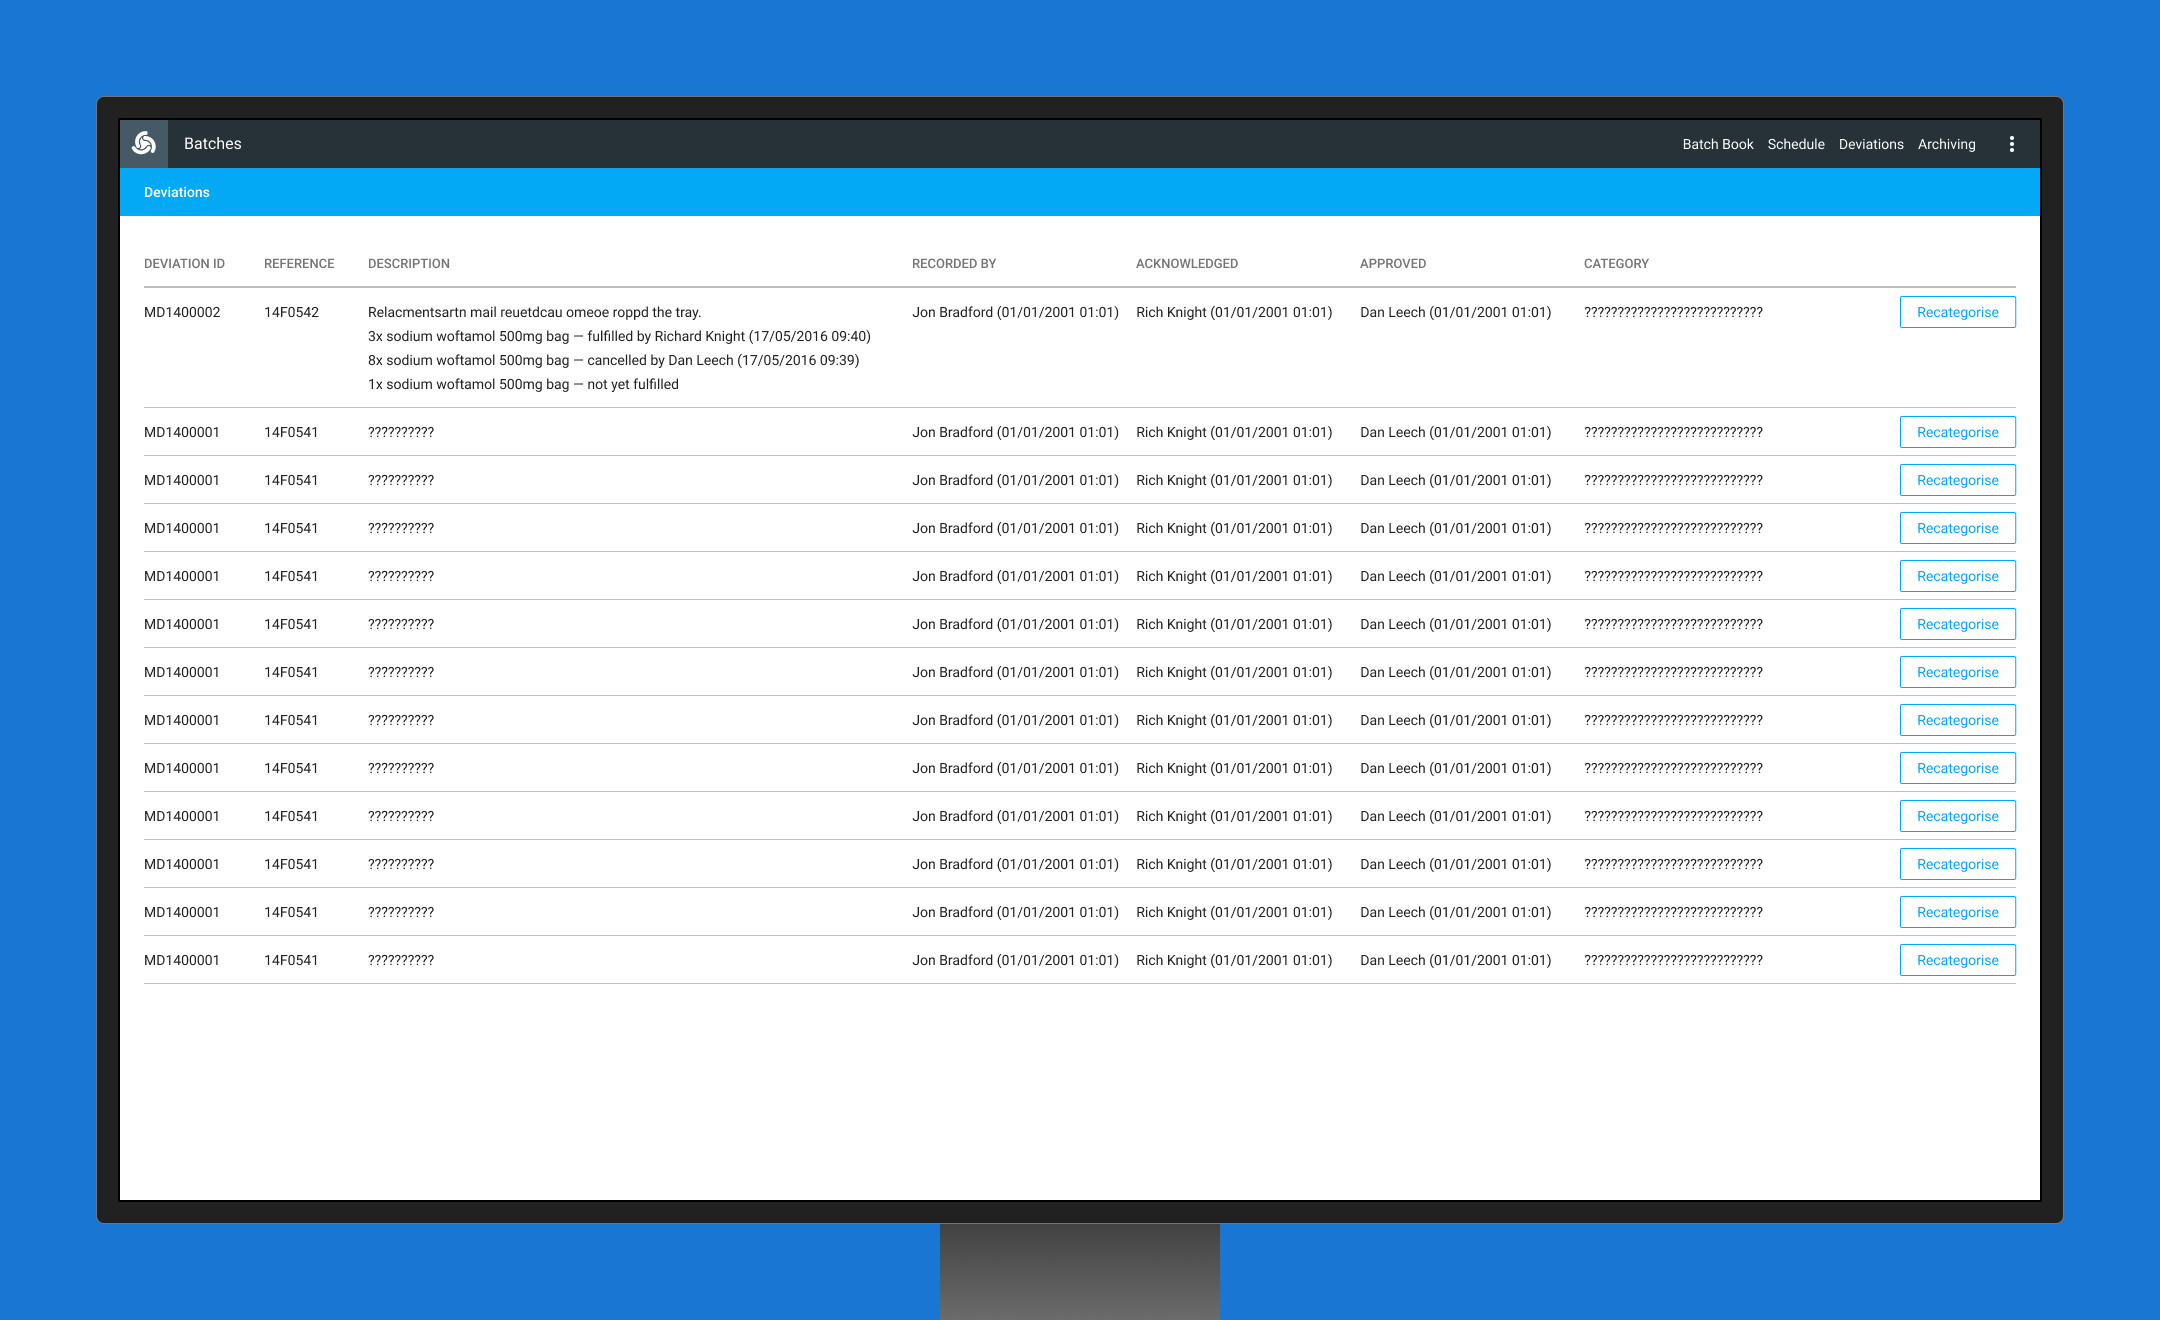 Batches Batch Book Schedule Deviations Archiving
Deviations
DEVIATION ID REFERENCE DESCRIPTION RECORDED BY ACKNOWLEDGED APPROVED CATEGORY
MD1400002 14F0542 Relacmentsartn mail reuetdcau omeoe roppd the tray. Jon Bradford (01/01/2001 01:01) Rich Knight (01/01/2001 01:01) Dan Leech (01/01/2001 01:01) ??????????????????????????? Recategorise
3x sodium woftamol 500mg bag — fulfilled by Richard Knight (17/05/2016 09:40)
8x sodium woftamol 500mg bag — cancelled by Dan Leech (17/05/2016 09:39)
1x sodium woftamol 500mg bag — not yet fulfilled
MD1400001 14F0541 ?????????? Jon Bradford (01/01/2001 01:01) Rich Knight (01/01/2001 01:01) Dan Leech (01/01/2001 01:01) ??????????????????????????? Recategorise
MD1400001 14F0541 ?????????? Jon Bradford (01/01/2001 01:01) Rich Knight (01/01/2001 01:01) Dan Leech (01/01/2001 01:01) ??????????????????????????? Recategorise
MD1400001 14F0541 ?????????? Jon Bradford (01/01/2001 01:01) Rich Knight (01/01/2001 01:01) Dan Leech (01/01/2001 01:01) ??????????????????????????? Recategorise
MD1400001 14F0541 ?????????? Jon Bradford (01/01/2001 01:01) Rich Knight (01/01/2001 01:01) Dan Leech (01/01/2001 01:01) ??????????????????????????? Recategorise
MD1400001 14F0541 ?????????? Jon Bradford (01/01/2001 01:01) Rich Knight (01/01/2001 01:01) Dan Leech (01/01/2001 01:01) ??????????????????????????? Recategorise
MD1400001 14F0541 ?????????? Jon Bradford (01/01/2001 01:01) Rich Knight (01/01/2001 01:01) Dan Leech (01/01/2001 01:01) ??????????????????????????? Recategorise
MD1400001 14F0541 ?????????? Jon Bradford (01/01/2001 01:01) Rich Knight (01/01/2001 01:01) Dan Leech (01/01/2001 01:01) ??????????????????????????? Recategorise
MD1400001 14F0541 ?????????? Jon Bradford (01/01/2001 01:01) Rich Knight (01/01/2001 01:01) Dan Leech (01/01/2001 01:01) ??????????????????????????? Recategorise
MD1400001 14F0541 ?????????? Jon Bradford (01/01/2001 01:01) Rich Knight (01/01/2001 01:01) Dan Leech (01/01/2001 01:01) ??????????????????????????? Recategorise
MD1400001 14F0541 ?????????? Jon Bradford (01/01/2001 01:01) Rich Knight (01/01/2001 01:01) Dan Leech (01/01/2001 01:01) ??????????????????????????? Recategorise
MD1400001 14F0541 ?????????? Jon Bradford (01/01/2001 01:01) Rich Knight (01/01/2001 01:01) Dan Leech (01/01/2001 01:01) ??????????????????????????? Recategorise
MD1400001 14F0541 ?????????? Jon Bradford (01/01/2001 01:01) Rich Knight (01/01/2001 01:01) Dan Leech (01/01/2001 01:01) ??????????????????????????? Recategorise